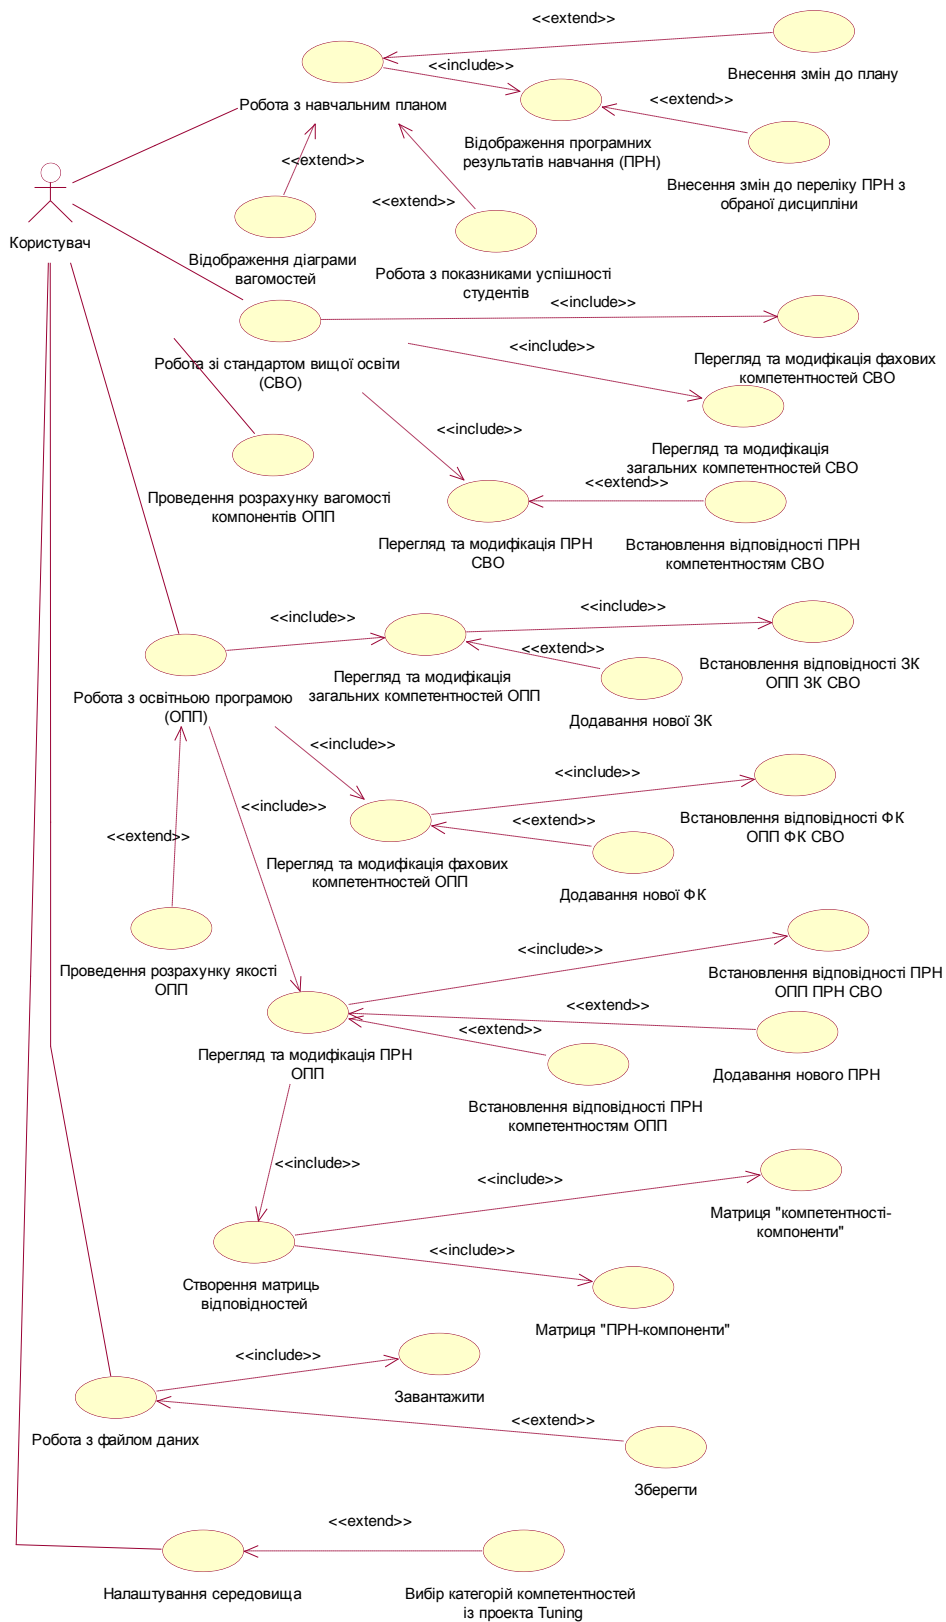 <<extend>>
Внесення змін до плану
<<include>>
Робота з навчальним планом
<<extend>>
Відображення програмних
результатів навчання (ПРН)
<<extend>>
Внесення змін до переліку ПРН з
обраної дисципліни
<<extend>>
Користувач
Відображення діаграми
вагомостей
Робота з показниками успішності
студентів
<<include>>
Робота зі стандартом вищої освіти
(СВО)
<<include>>
Перегляд та модифікація фахових
компетентностей СВО
<<include>>
Перегляд та модифікація
загальних компетентностей СВО
Проведення розрахунку вагомості
компонентів ОПП
<<extend>>
Перегляд та модифікація ПРН
СВО
Встановлення відповідності ПРН
компетентностям СВО
<<include>>
<<include>>
<<extend>>
Робота з освітньою програмою
(ОПП)
Перегляд та модифікація
загальних компетентностей ОПП
Встановлення відповідності ЗК
ОПП ЗК СВО
Додавання нової ЗК
<<include>>
<<include>>
<<include>>
<<extend>>
<<extend>>
Встановлення відповідності ФК
ОПП ФК СВО
Перегляд та модифікація фахових
компетентностей ОПП
Додавання нової ФК
Проведення розрахунку якості
ОПП
<<include>>
Встановлення відповідності ПРН
ОПП ПРН СВО
<<extend>>
<<extend>>
Перегляд та модифікація ПРН
ОПП
Додавання нового ПРН
Встановлення відповідності ПРН
компетентностям ОПП
<<include>>
<<include>>
Матриця "компетентності-
компоненти"
<<include>>
Створення матриць
відповідностей
Матриця "ПРН-компоненти"
<<include>>
Завантажити
<<extend>>
Робота з файлом даних
Зберегти
<<extend>>
Налаштування середовища
Вибір категорій компетентностей
із проекта Tuning